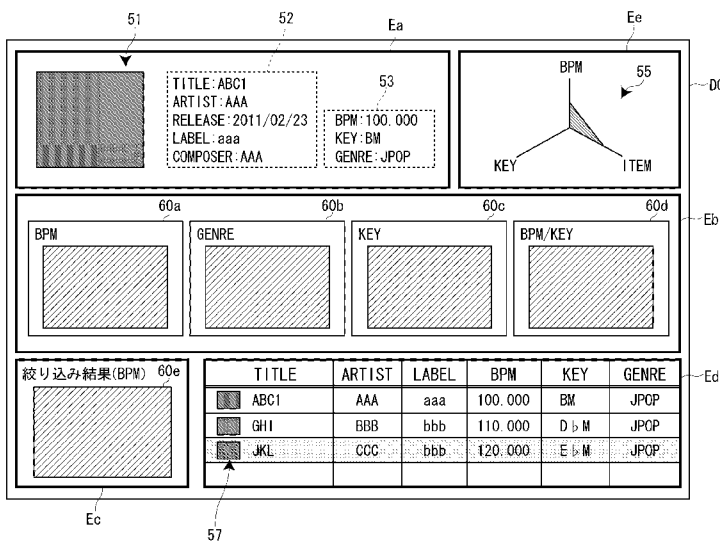 51
52
Ea
Ee
D0
TITLE:ABC1
ARTIST:AAA
RELEASE:2011/02/23
LABEL:aaa
COMPOSER:AAA
53
BPM:100.000
KEY:BM
GENRE:JPOP
BPM
55
KEY
ITEM
60a
60b
60c
60d
Eb
BPM
GENRE
KEY
BPM/KEY
絞り込み結果(BPM)
60e
TITLE ARTIST LABEL BPM KEY GENRE
Ed
ABC1 AAA aaa 100.000 BM JPOP
GHI BBB bbb 110.000 D♭M JPOP
JKL CCC bbb 120.000 E♭M JPOP
Ec
57